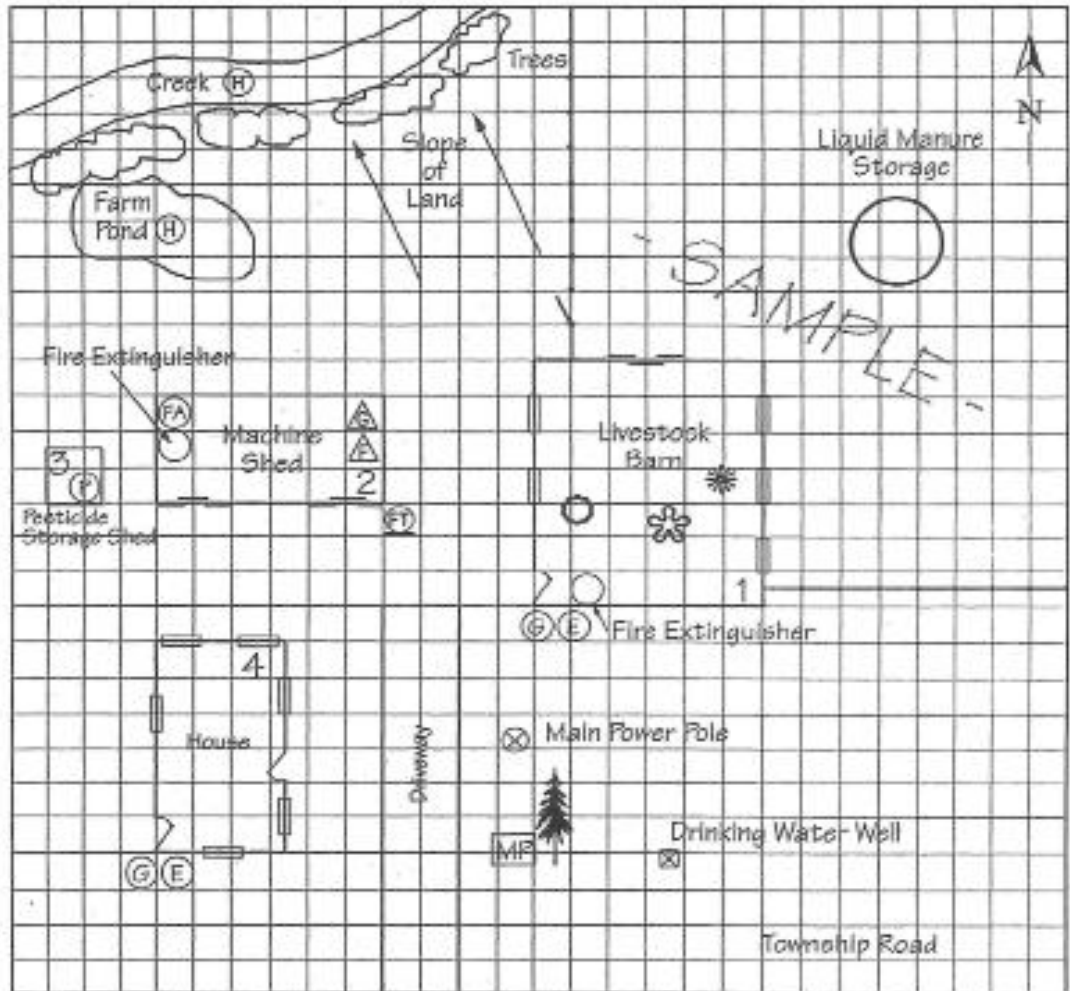 Trees
Creek H
N
Slope
of
Land
Liquid Manure
Storage
Farm
Pond H
- SAMPLE -
Fire Extinguisher
FA
G
Machine
Shed
F
2
Livestock
Barn
3
P
Pesticide
Storage Shed
FT
1
G E
Fire Extinguisher
4
House
Driveway
Main Power Pole
MP
Drinking Water Well
G E
Township Road